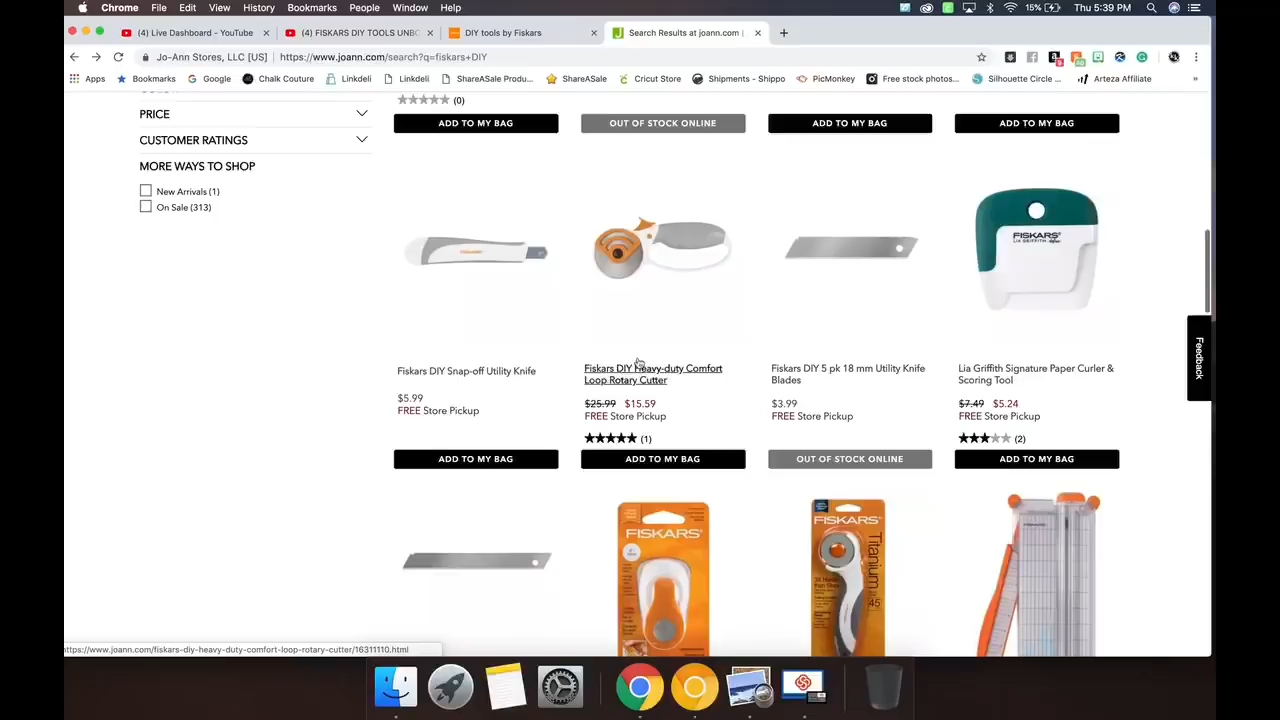 Chrome File Edit View History Bookmarks People Window Help
15% Thu 5:39 PM
(4) Live Dashboard - YouTube
(4) FISKARS DIY TOOLS UNBO
DIY tools by Fiskars
Search Results at joann.com |
Jo-Ann Stores, LLC [US] | https://www.joann.com/search?q=fiskars+DIY
Apps Bookmarks Google Chalk Couture Linkdeli Linkdeli ShareASale Produ... ShareASale Cricut Store Shipments - Shippo PicMonkey Free stock photos... Silhouette Circle ... Arteza Affiliate
(0)
PRICE
ADD TO MY BAG OUT OF STOCK ONLINE ADD TO MY BAG ADD TO MY BAG
CUSTOMER RATINGS
MORE WAYS TO SHOP
New Arrivals (1)
On Sale (313)
FISKARS
LIA GRIFFITH
Feedback
Fiskars DIY Snap-off Utility Knife
$5.99
FREE Store Pickup
ADD TO MY BAG
Fiskars DIY Heavy-duty Comfort
Loop Rotary Cutter
$25.99 $15.59
FREE Store Pickup
(1)
ADD TO MY BAG
Fiskars DIY 5 pk 18 mm Utility Knife
Blades
$3.99
FREE Store Pickup
OUT OF STOCK ONLINE
Lia Griffith Signature Paper Curler &
Scoring Tool
$7.49 $5.24
FREE Store Pickup
(2)
ADD TO MY BAG
FISKARS
FISKARS
Titanium
45
https://www.joann.com/fiskars-diy-heavy-duty-comfort-loop-rotary-cutter/16311110.html